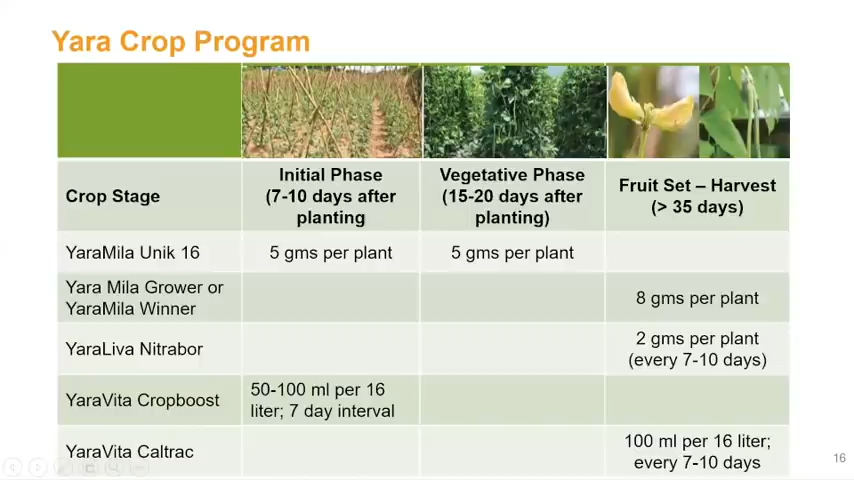 Yara Crop Program
Crop Stage
Initial Phase
(7-10 days after
planting
Vegetative Phase
(15-20 days after
planting)
Fruit Set – Harvest
(> 35 days)
YaraMila Unik 16
5 gms per plant
5 gms per plant
Yara Mila Grower or
YaraMila Winner
8 gms per plant
YaraLiva Nitrabor
2 gms per plant
(every 7-10 days)
YaraVita Cropboost
50-100 ml per 16
liter; 7 day interval
YaraVita Caltrac
100 ml per 16 liter;
every 7-10 days
16